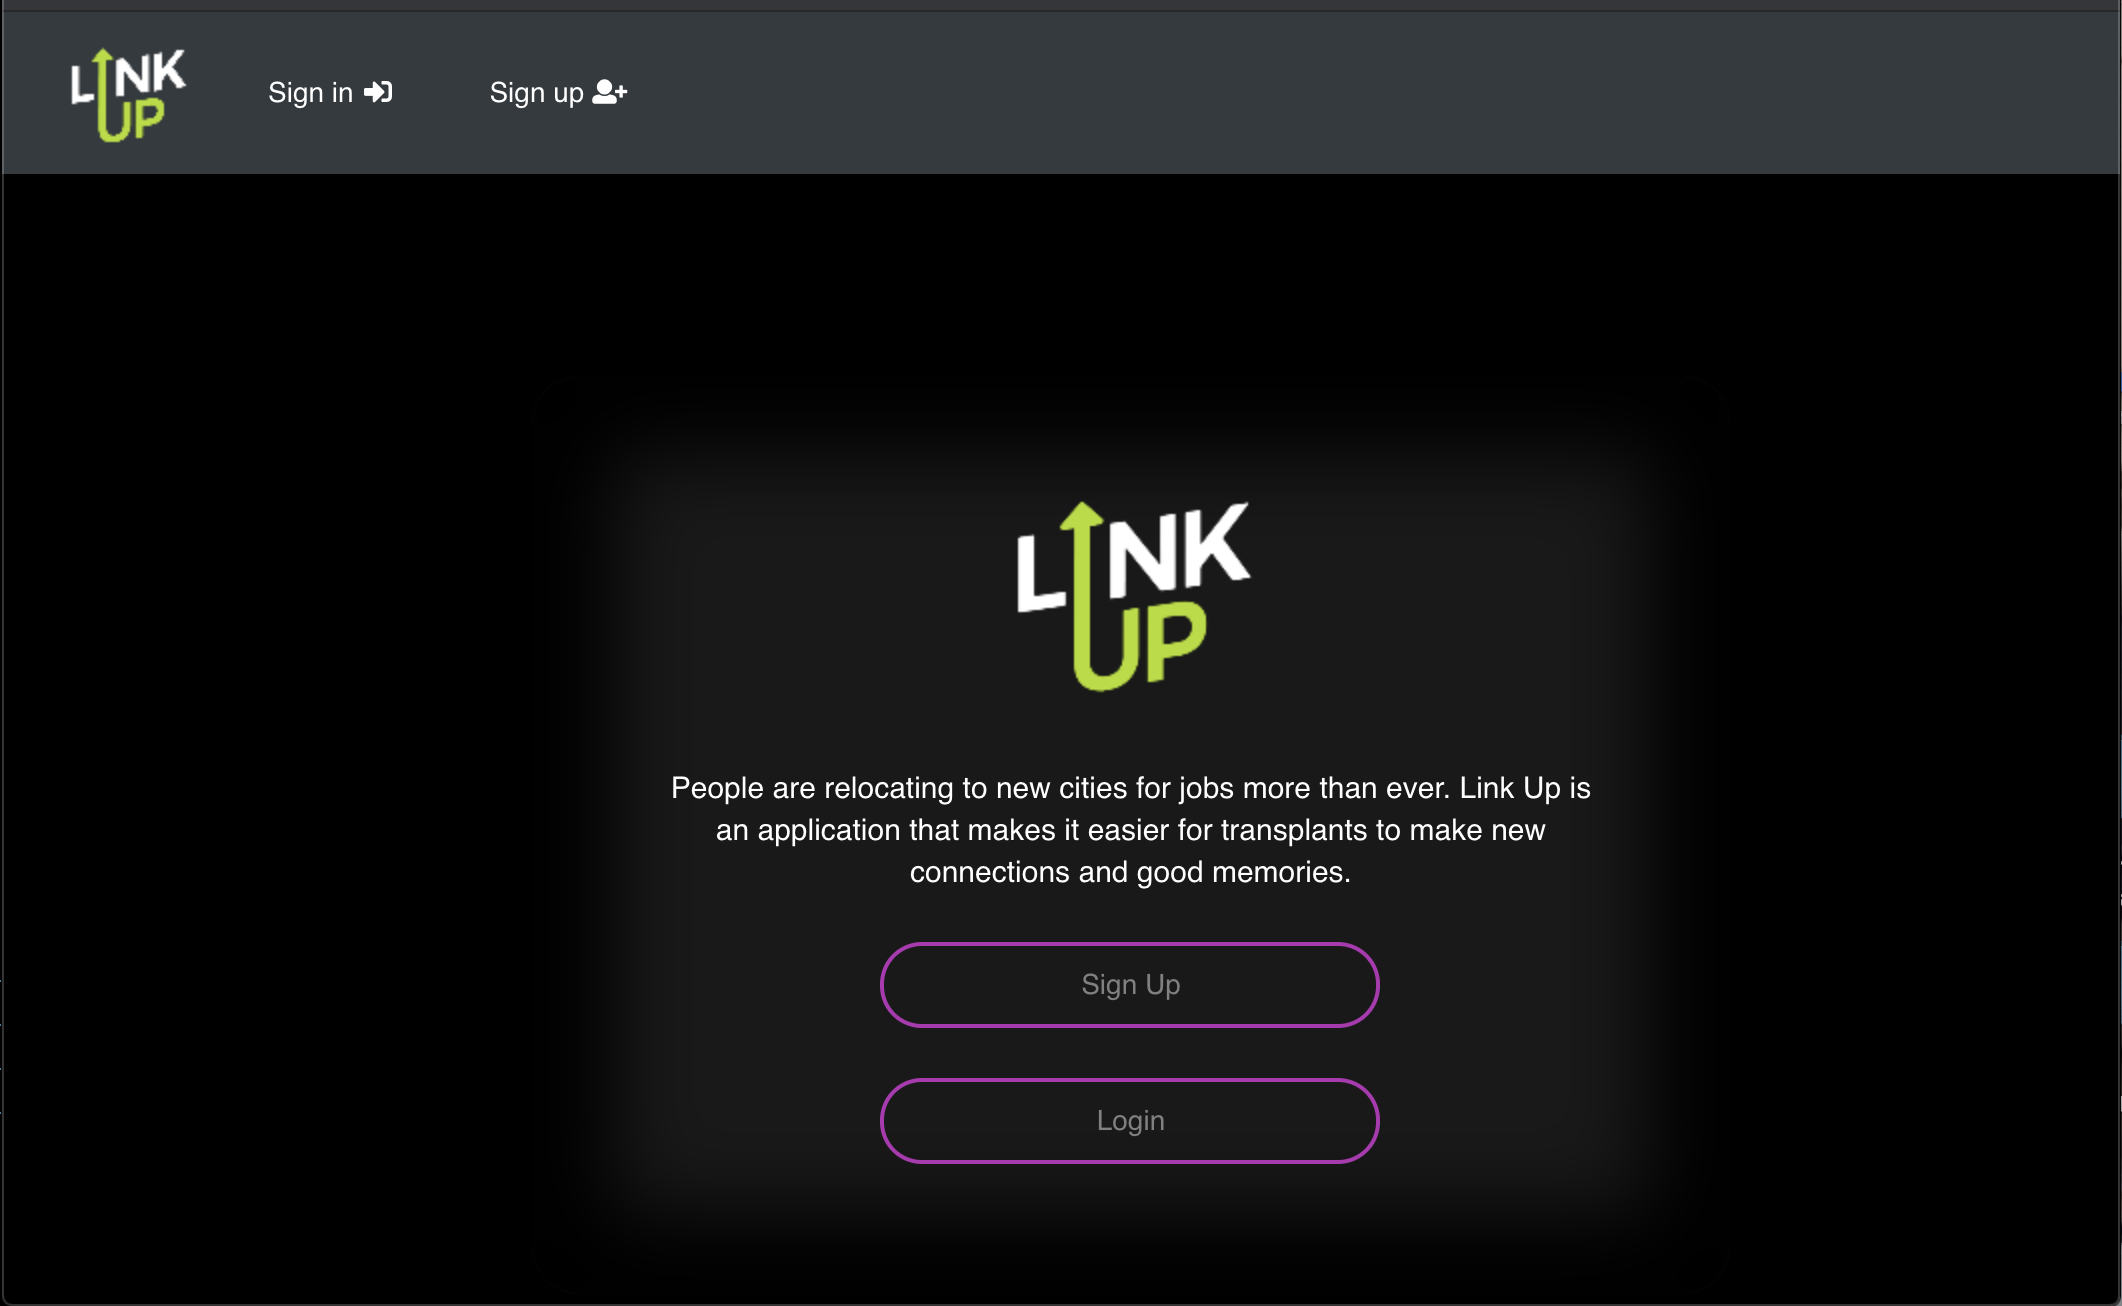 LINK
UP
Sign in
Sign up
LINK
UP
People are relocating to new cities for jobs more than ever. Link Up is
an application that makes it easier for transplants to make new
connections and good memories.
Sign Up
Login